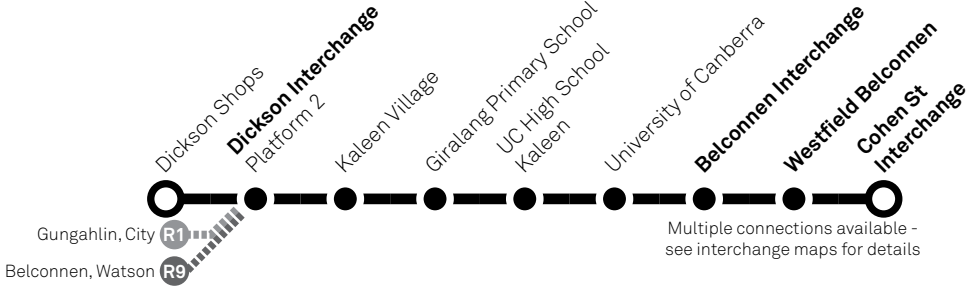 Dickson Shops
Dickson Interchange
Platform 2
Kaleen Village
Giralang Primary School
UC High School
Kaleen
University of Canberra
Belconnen Interchange
Westfield Belconnen
Cohen St
Interchange
Gungahlin, City R1
Belconnen, Watson R9
Multiple connections available -
see interchange maps for details